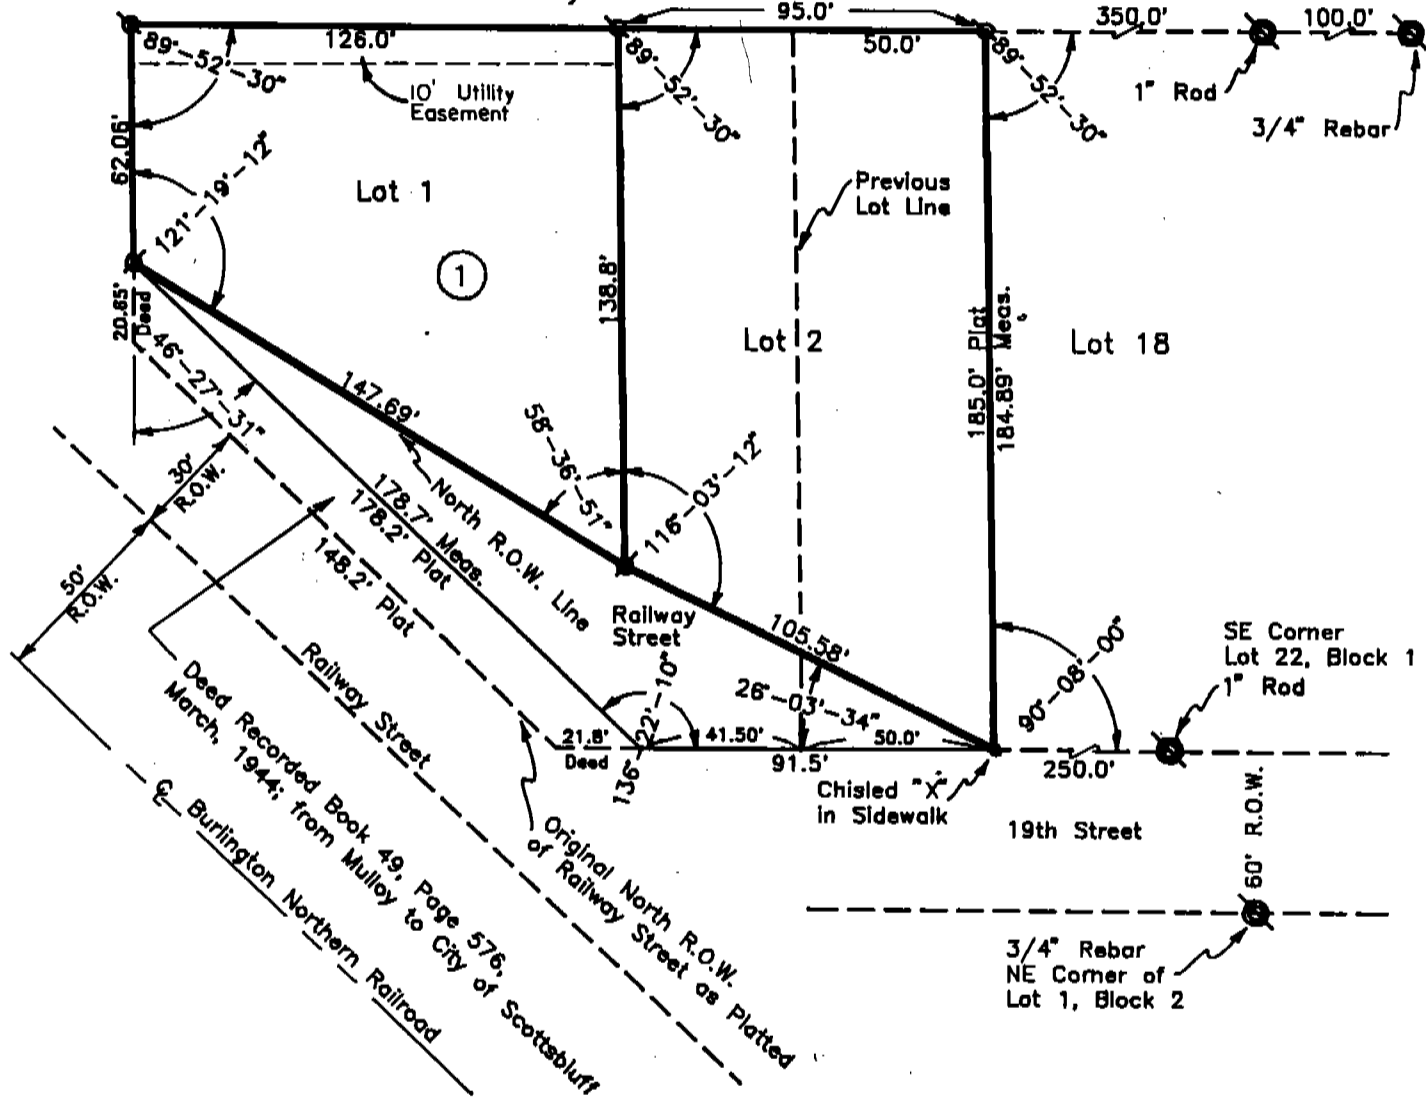 95.0'
350.0'
100.0'
126.0'
50.0'
89°-52'-30"
89°-52'-30"
89°-52'-30"
10' Utility
Easement
1" Rod
3/4" Rebar
62.06'
121°-19'-12"
Lot 1
Previous
Lot Line
1
138.8'
20.85'
Deed
Lot 2
185.0' Plat
184.89' Meas.
Lot 18
46°-27'-31"
147.69'
58°-36'-51"
116°-03'-12"
30'
R.O.W.
50'
R.O.W.
North R.O.W. Line
178.7' Meas.
178.2' Plat
148.2' Plat
Railway
Street
105.58'
90°-08'-00"
SE Corner
Lot 22, Block 1
1" Rod
Railway Street
26°-03'-34"
136°-22'-10"
21.8'
Deed
41.50'
50.0'
91.5'
250.0'
Chisled "X"
in Sidewalk
19th Street
60' R.O.W.
Deed Recorded Book 49, Page 576,
March, 1944; from Mulloy to City of Scottsbluff
Original North R.O.W.
of Railway Street as Platted
℄ Burlington Northern Railroad
3/4" Rebar
NE Corner of
Lot 1, Block 2